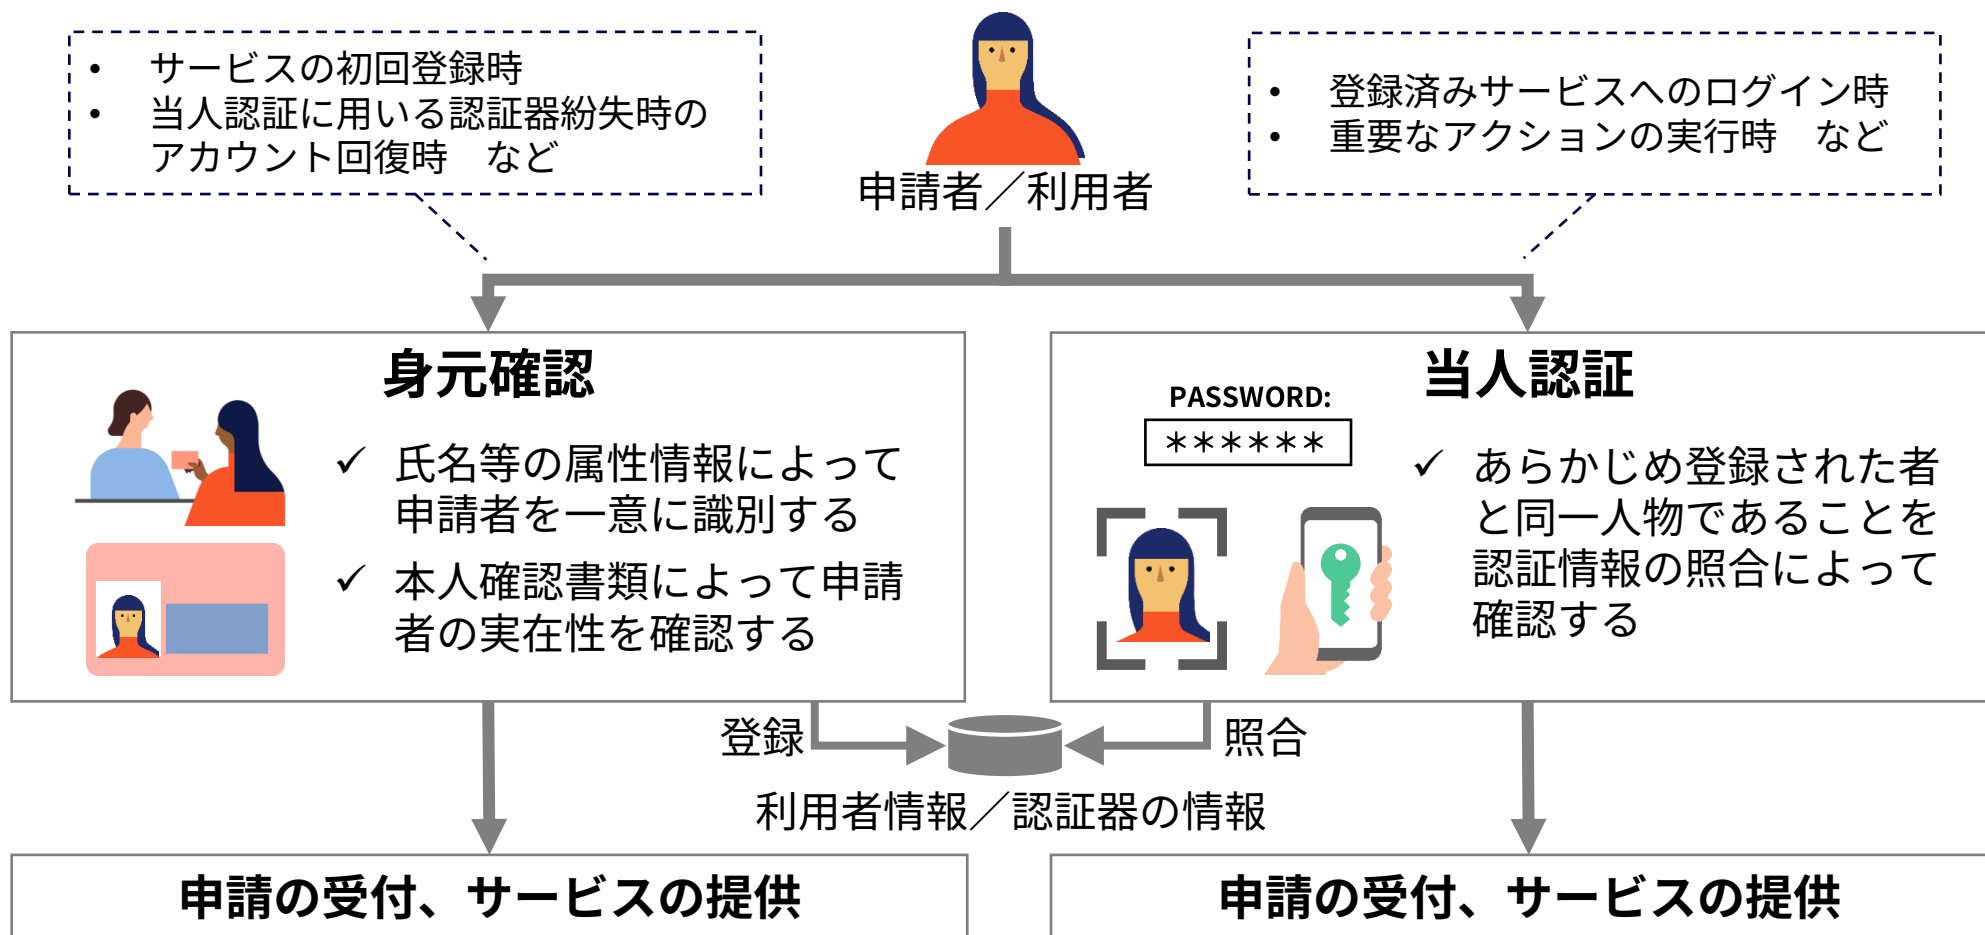 • サービスの初回登録時
• 当人認証に用いる認証器紛失時の
アカウント回復時　など
申請者／利用者
• 登録済みサービスへのログイン時
• 重要なアクションの実行時　など
身元確認
✓ 氏名等の属性情報によって
申請者を一意に識別する
✓ 本人確認書類によって申請
者の実在性を確認する
当人認証
PASSWORD:
＊＊＊＊＊＊
✓ あらかじめ登録された者
と同一人物であることを
認証情報の照合によって
確認する
登録
照合
利用者情報／認証器の情報
申請の受付、サービスの提供
申請の受付、サービスの提供